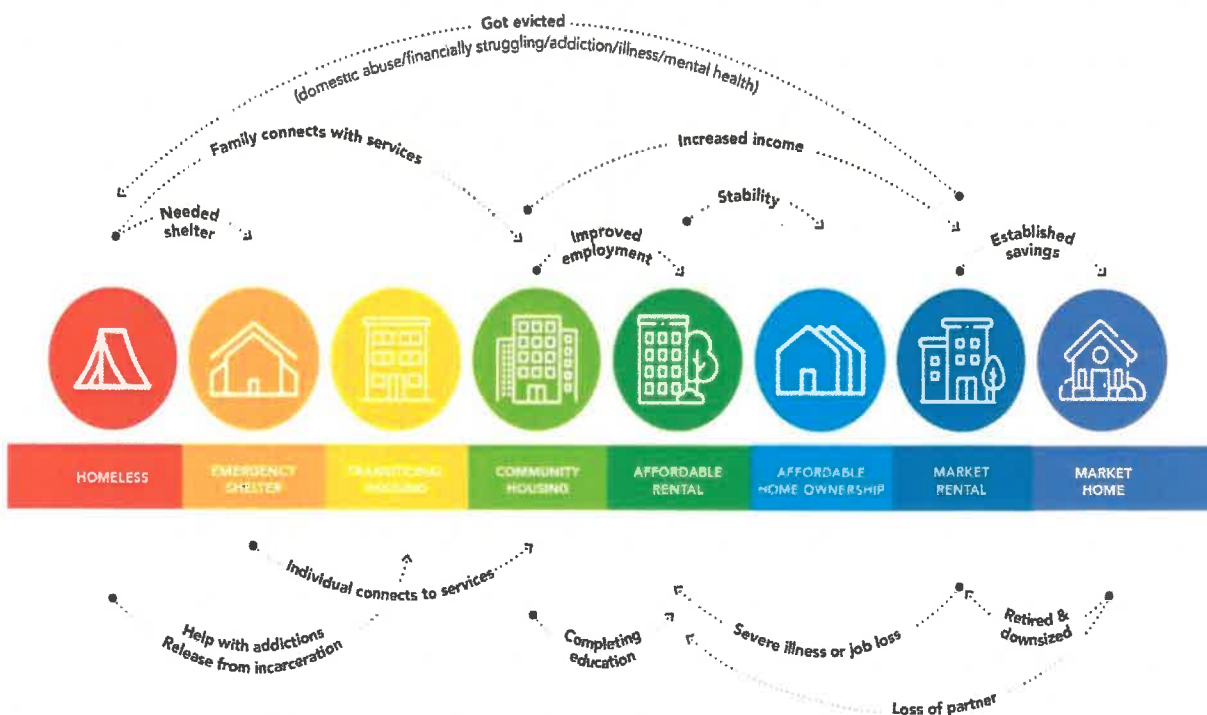 Got evicted
(domestic abuse/financially struggling/addiction/illness/mental health)
Family connects with services
Increased income
Needed
shelter
Stability
Improved
employment
Established
savings
HOMELESS
EMERGENCY
SHELTER
TRANSITIONAL
HOUSING
COMMUNITY
HOUSING
AFFORDABLE
RENTAL
AFFORDABLE
HOME OWNERSHIP
MARKET
RENTAL
MARKET
HOME
Individual connects to services
Help with addictions
Release from incarceration
Completing
education
Severe illness or job loss
Retired &
downsized
Loss of partner